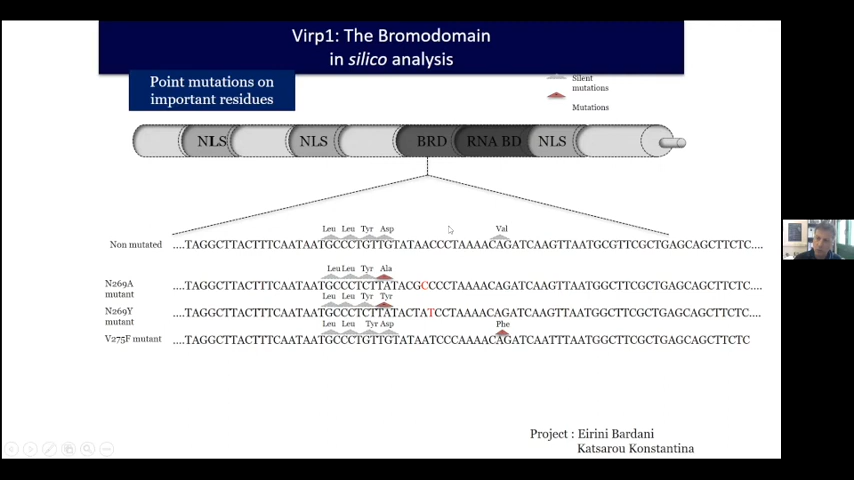 Virp1: The Bromodomain
in silico analysis
Point mutations on
important residues
Silent
mutations
Mutations
NLS NLS BRD RNA BD NLS
Leu Leu Tyr Asp Val
Non mutated ....TAGGCTTACTTTCAATAATGCCCTGTTGTATAACCCTAAAACAGATCAAGTTAATGCGTTCGCTGAGCAGCTTCTC....
Leu Leu Tyr Ala
N269A
mutant ....TAGGCTTACTTTCAATAATGCCCTCTTATACGCCCCTAAAACAGATCAAGTTAATGGCTTCGCTGAGCAGCTTCTC....
Leu Leu Tyr Tyr
N269Y
mutant ....TAGGCTTACTTTCAATAATGCCCTCTTATACTATCCTAAAACAGATCAAGTTAATGGCTTCGCTGAGCAGCTTCTC....
Leu Leu Tyr Asp Phe
V275F mutant ....TAGGCTTACTTTCAATAATGCCCTGTTGTATAATCCCAAAACAGATCAATTTAATGGCTTCGCTGAGCAGCTTCTC
Project : Eirini Bardani
Katsarou Konstantina